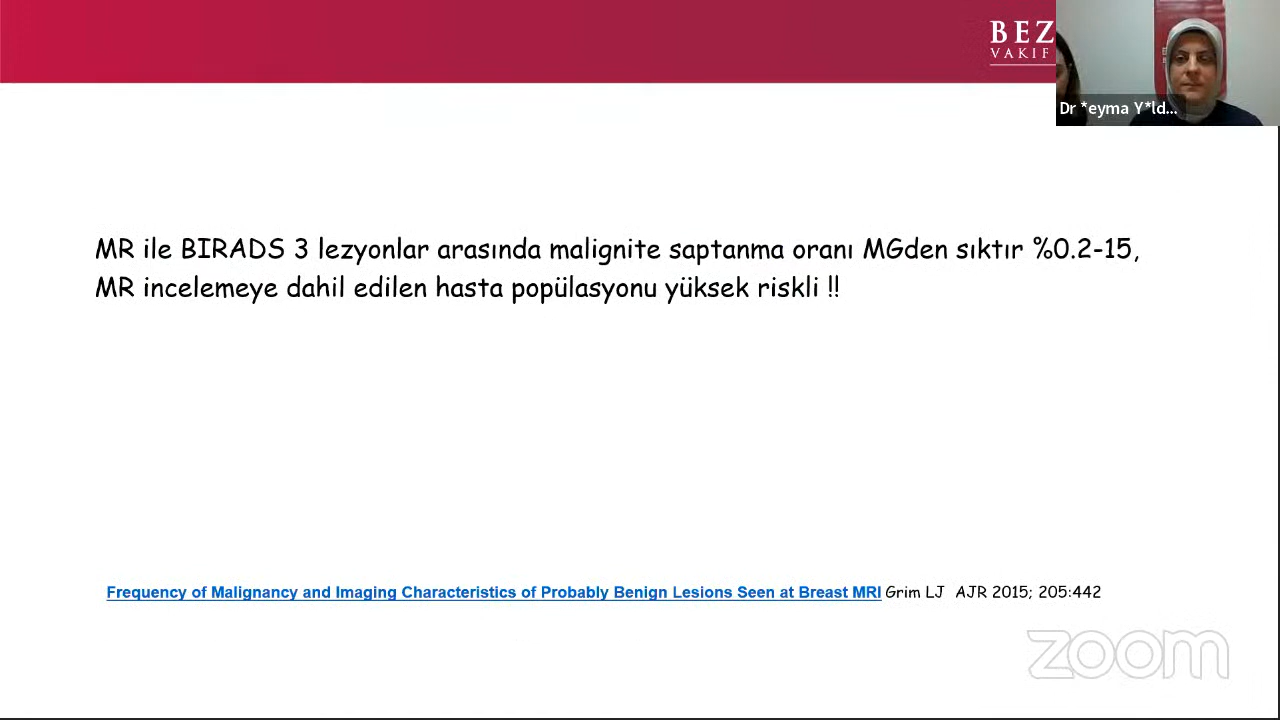 BEZ
VAKIF
Dr *eyma Y*ld...
MR ile BIRADS 3 lezyonlar arasında malignite saptanma oranı MGden sıktır %0.2-15,
MR incelemeye dahil edilen hasta popülasyonu yüksek riskli !!
Frequency of Malignancy and Imaging Characteristics of Probably Benign Lesions Seen at Breast MRI Grim LJ AJR 2015; 205:442
zoom